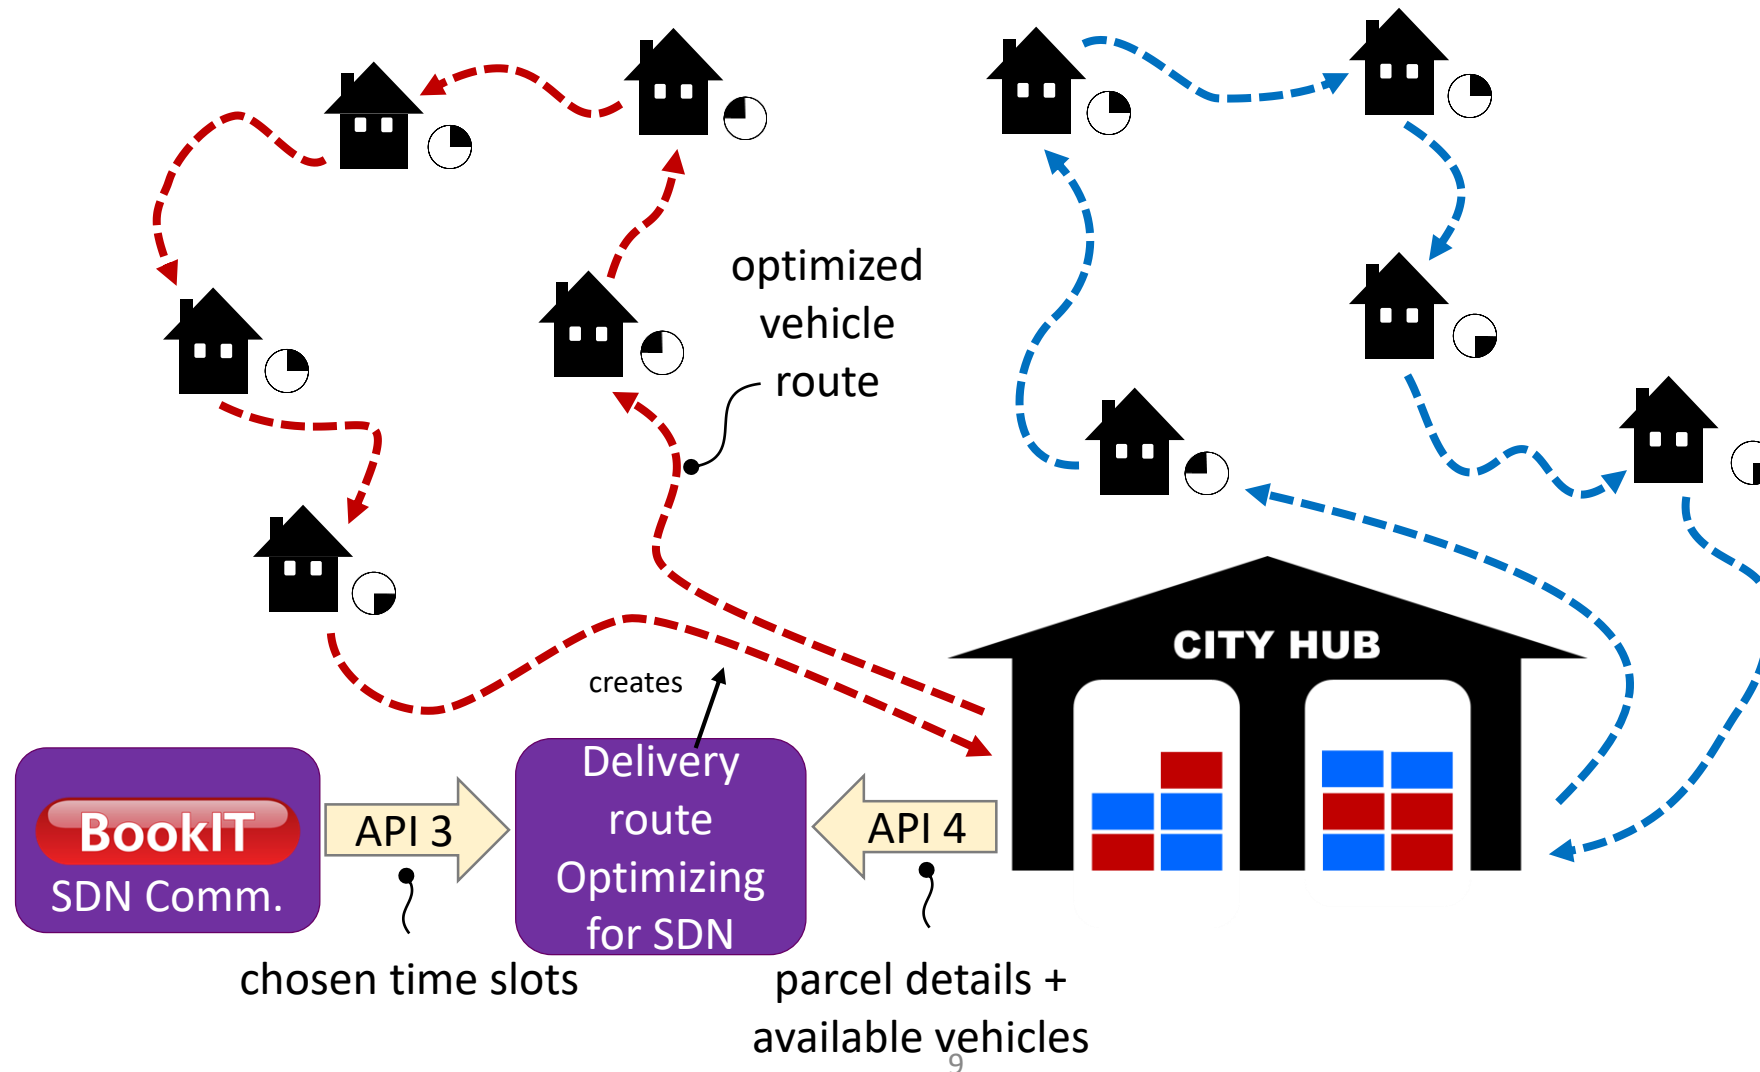 optimized
vehicle
route
CITY HUB
creates
BookIT
SDN Comm.
API 3
Delivery
route
Optimizing
for SDN
API 4
chosen time slots
parcel details +
available vehicles
9